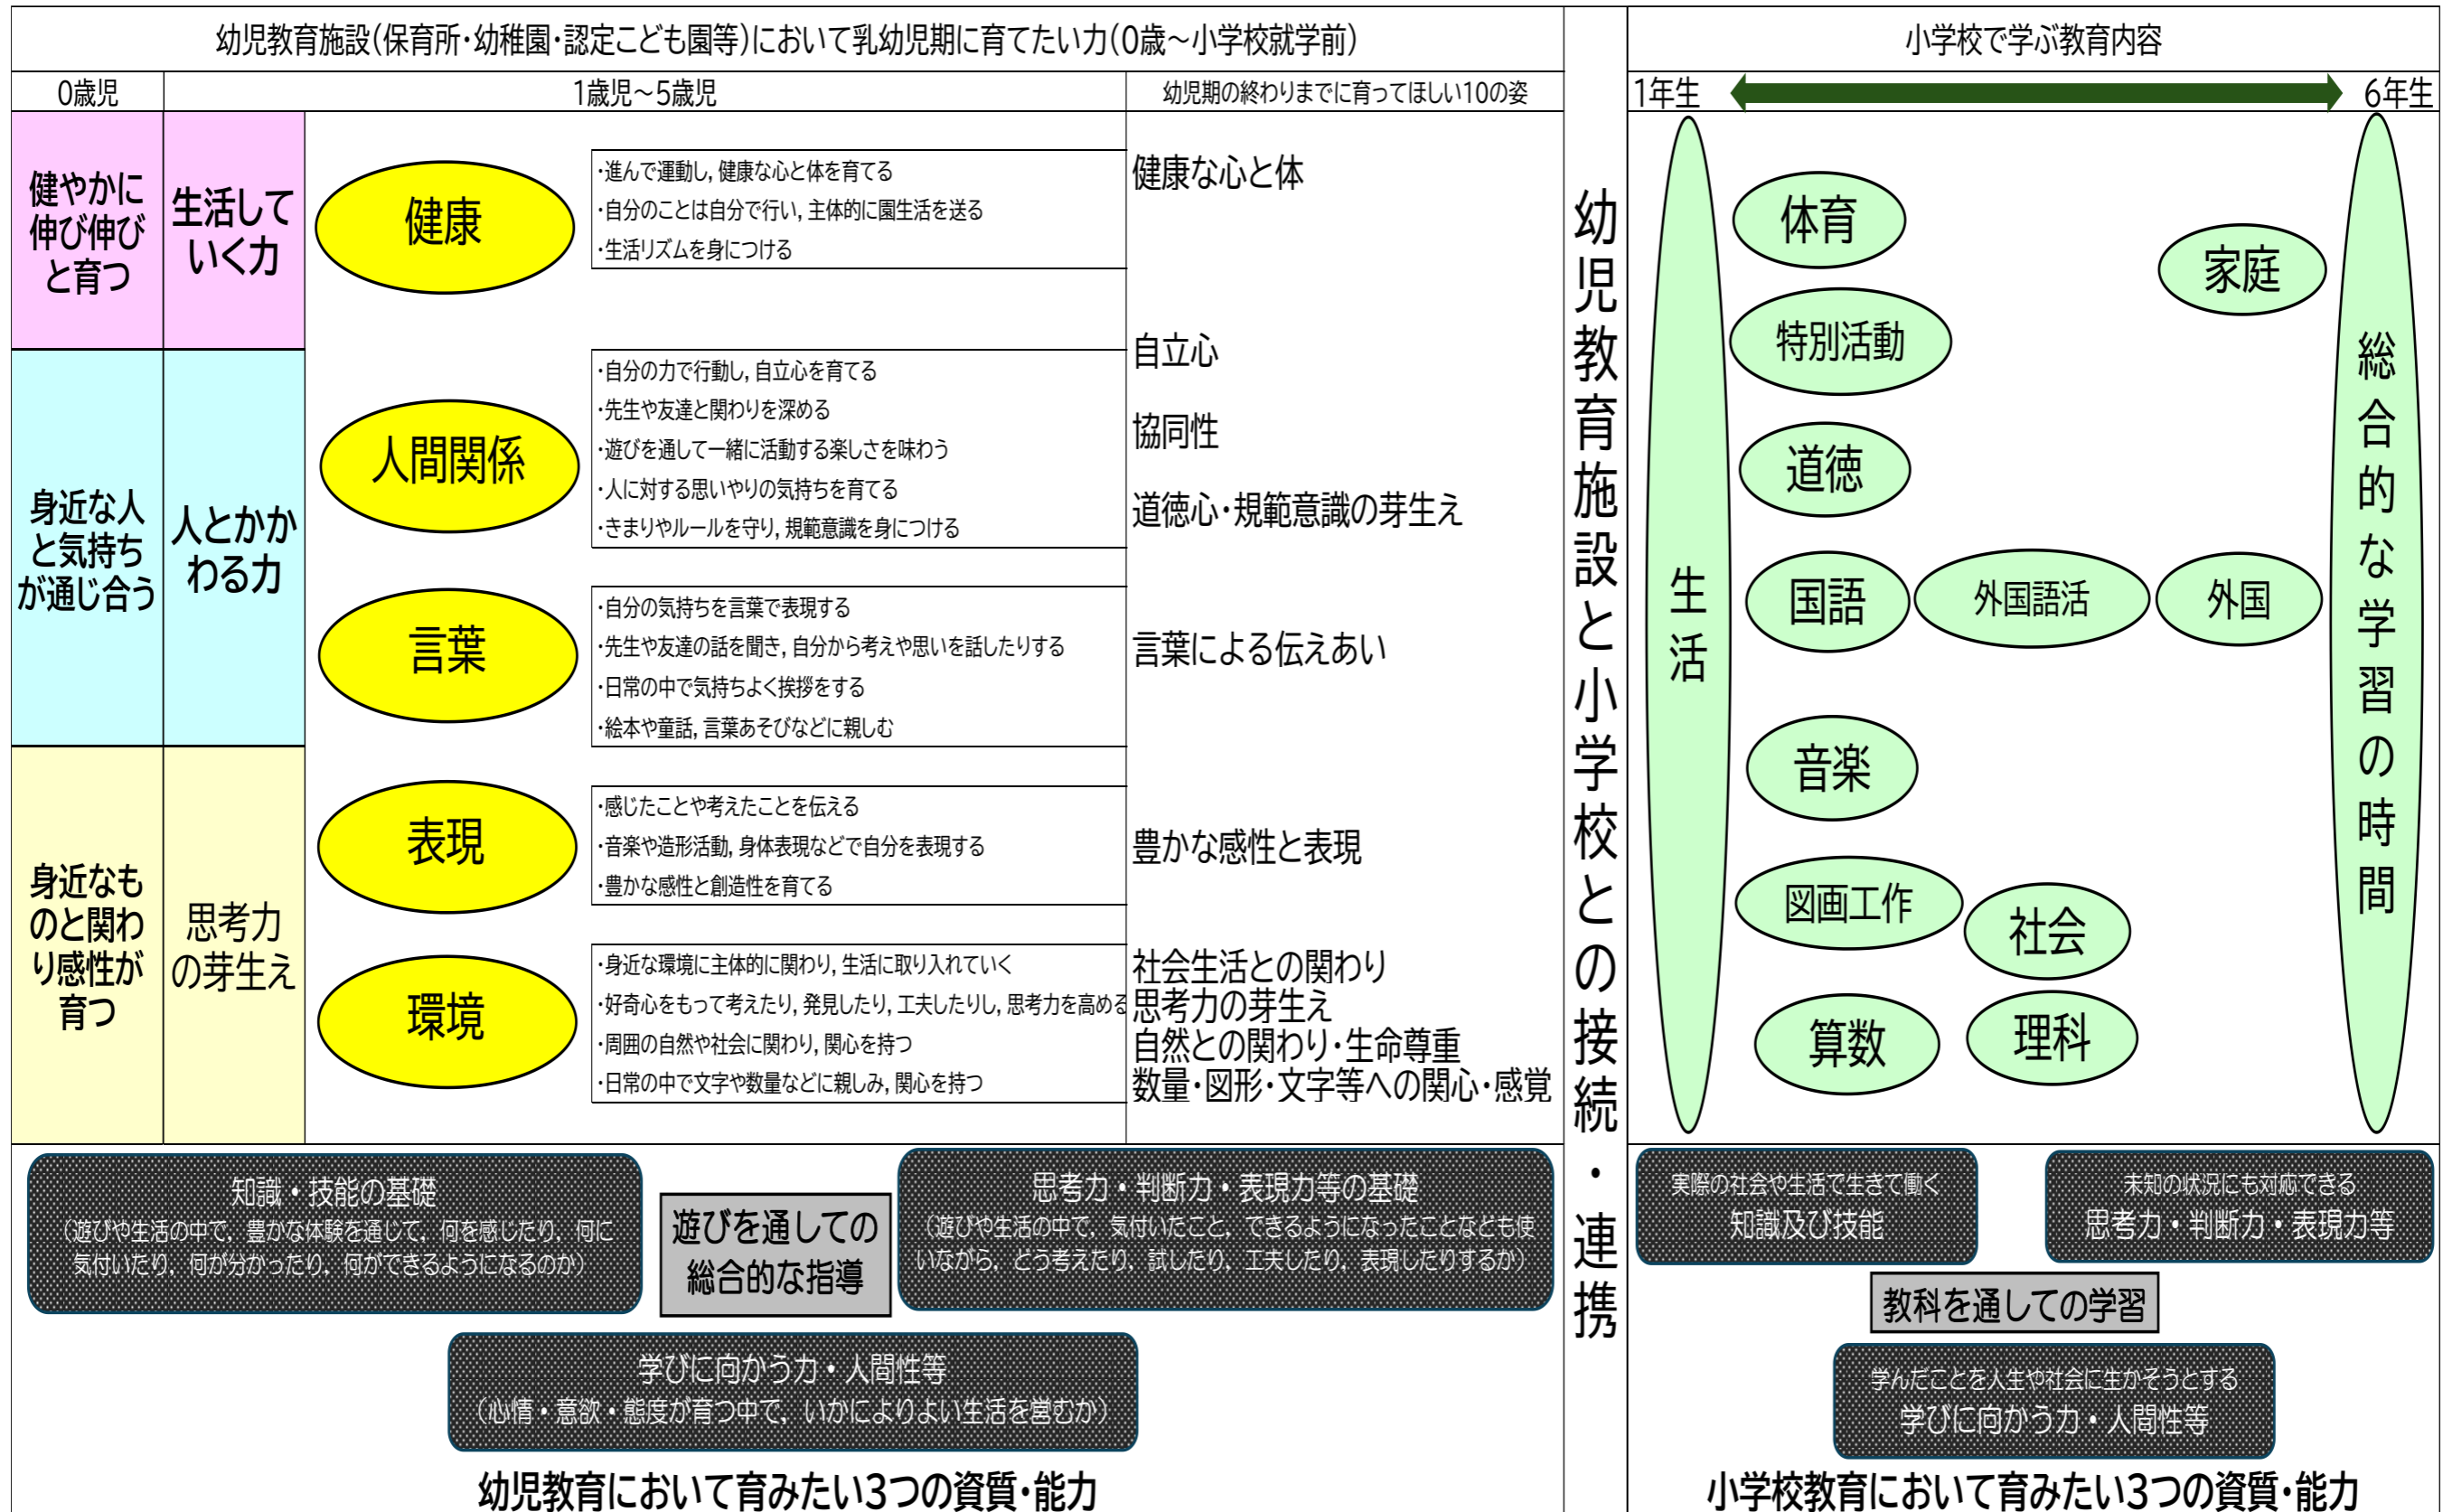 幼児教育施設(保育所・幼稚園・認定こども園等)において乳幼児期に育てたい力(0歳～小学校就学前)
0歳児
1歳児～5歳児
幼児期の終わりまでに育ってほしい10の姿
健やかに
伸び伸び
と育つ
生活して
いく力
健康
・進んで運動し,健康な心と体を育てる
・自分のことは自分で行い,主体的に園生活を送る
・生活リズムを身につける
健康な心と体
身近な人
と気持ち
が通じ合う
人とかか
わる力
人間関係
・自分の力で行動し,自立心を育てる
・先生や友達と関わりを深める
・遊びを通して一緒に活動する楽しさを味わう
・人に対する思いやりの気持ちを育てる
・きまりやルールを守り,規範意識を身につける
自立心
協同性
道徳心・規範意識の芽生え
言葉
・自分の気持ちを言葉で表現する
・先生や友達の話を聞き,自分から考えや思いを話したりする
・日常の中で気持ちよく挨拶をする
・絵本や童話,言葉あそびなどに親しむ
言葉による伝えあい
身近なも
のと関わ
り感性が
育つ
思考力
の芽生え
表現
・感じたことや考えたことを伝える
・音楽や造形活動,身体表現などで自分を表現する
・豊かな感性と創造性を育てる
豊かな感性と表現
環境
・身近な環境に主体的に関わり,生活に取り入れていく
・好奇心をもって考えたり,発見したり,工夫したりし,思考力を高める
・周囲の自然や社会に関わり,関心を持つ
・日常の中で文字や数量などに親しみ,関心を持つ
社会生活との関わり
思考力の芽生え
自然との関わり・生命尊重
数量・図形・文字等への関心・感覚
知識・技能の基礎
(遊びや生活の中で,豊かな体験を通じて,何を感じたり,何に
気付いたり,何が分かったり,何ができるようになるのか)
遊びを通しての
総合的な指導
思考力・判断力・表現力等の基礎
(遊びや生活の中で,気付いたこと,できるようになったことなども使
いながら,どう考えたり,試したり,工夫したり,表現したりするか)
学びに向かう力・人間性等
(心情・意欲・態度が育つ中で,いかによりよい生活を営むか)
幼児教育において育みたい3つの資質・能力
幼児教育施設と小学校との接続・連携
小学校で学ぶ教育内容
1年生
6年生
生活
体育
家庭
特別活動
道徳
国語
外国語活
外国
音楽
図画工作
社会
算数
理科
総合的な学習の時間
実際の社会や生活で生きて働く
知識及び技能
未知の状況にも対応できる
思考力・判断力・表現力等
教科を通しての学習
学んだことを人生や社会に生かそうとする
学びに向かう力・人間性等
小学校教育において育みたい3つの資質・能力